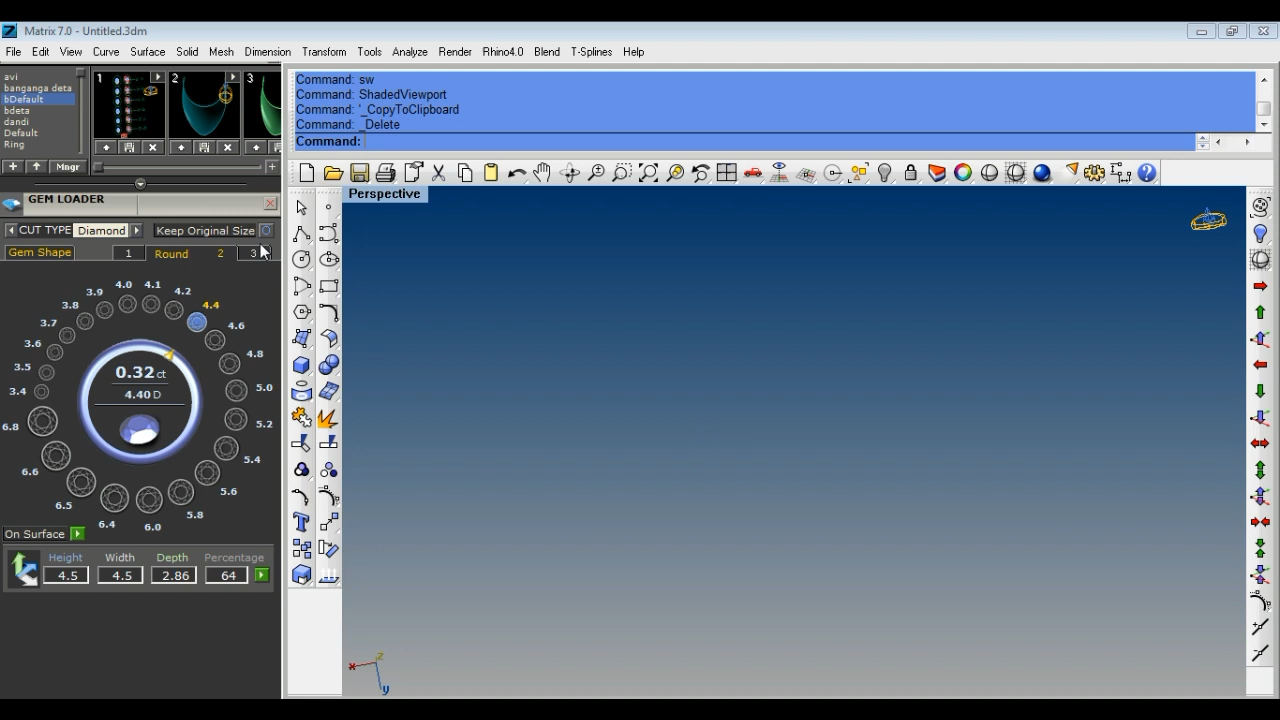 Matrix 7.0 - Untitled.3dm
File Edit View Curve Surface Solid Mesh Dimension Transform Tools Analyze Render Rhino4.0 Blend T-Splines Help
avi
banganga deta
bDefault
bdeta
dandi
Default
Ring
1 2 3
Mngr
Command: sw
Command: ShadedViewport
Command: '_CopyToClipboard
Command: _Delete
Command:
GEM LOADER
CUT TYPE Diamond Keep Original Size
Gem Shape 1 Round 2 3
Perspective
4.0 4.1
3.9 4.2
3.8 4.4
3.7 4.6
3.6 4.8
3.5 5.0
3.4 5.2
6.8 5.4
6.6 5.6
6.5 5.8
6.4 6.0
0.32 ct
4.40 D
On Surface
Height Width Depth Percentage
4.5 4.5 2.86 64
z
x
y